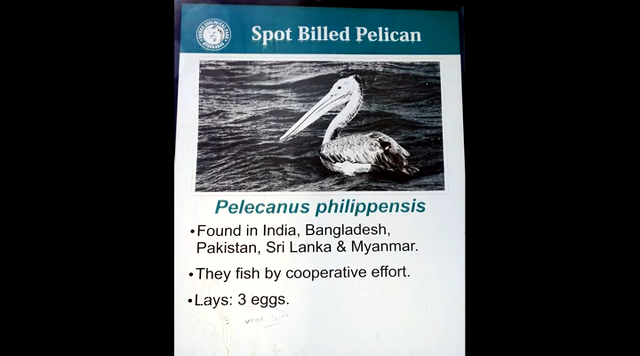 Spot Billed Pelican
Pelecanus philippensis
•Found in India, Bangladesh,
Pakistan, Sri Lanka & Myanmar.
•They fish by cooperative effort.
•Lays: 3 eggs.